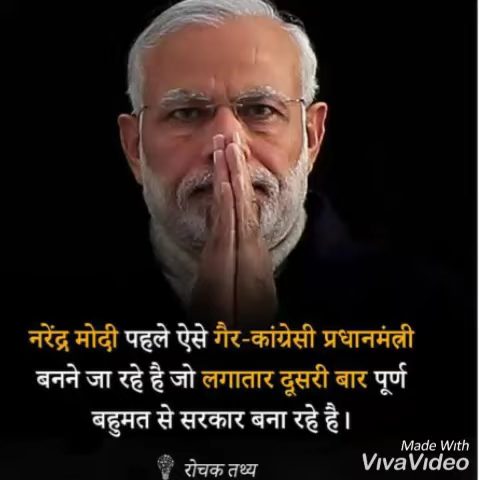 नरेंद्र मोदी पहले ऐसे गैर-कांग्रेसी प्रधानमंत्री
बनने जा रहे है जो लगातार दूसरी बार पूर्ण
बहुमत से सरकार बना रहे है।
रोचक तथ्य
Made With
VivaVideo